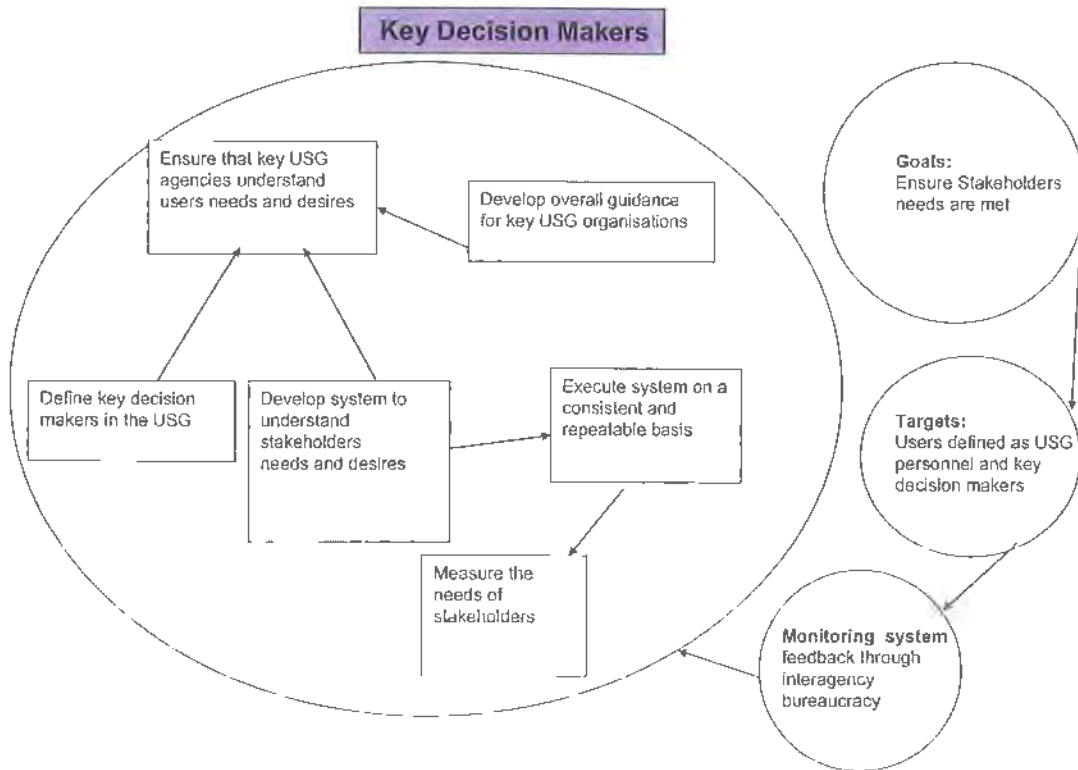 Key Decision Makers
Ensure that key USG
agencies understand
users needs and desires
Develop overall guidance
for key USG organisations
Define key decision
makers in the USG
Develop system to
understand
stakeholders
needs and desires
Execute system on a
consistent and
repeatable basis
Measure the
needs of
stakeholders
Goals:
Ensure Stakeholders
needs are met
Targets:
Users defined as USG
personnel and key
decision makers
Monitoring system
feedback through
interagency
bureaucracy